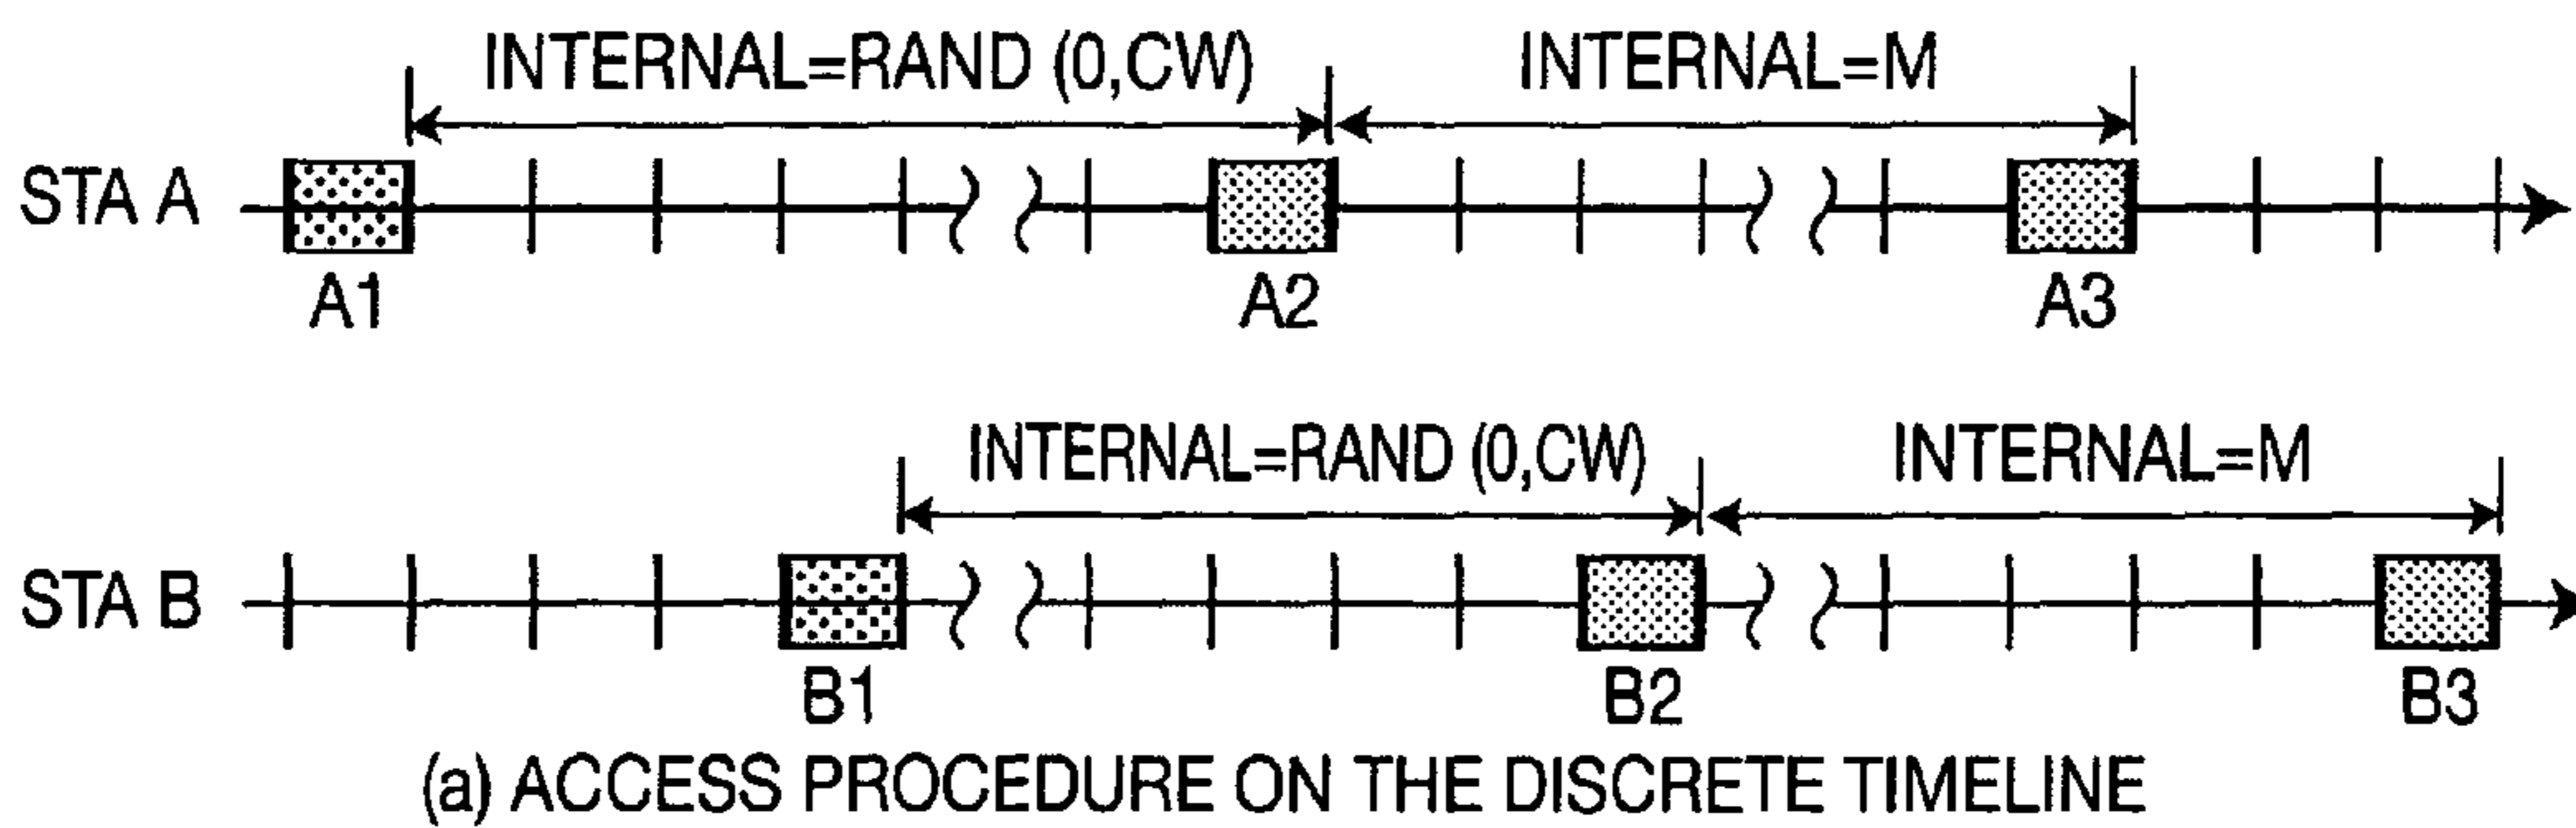 INTERNAL=RAND (0,CW) INTERNAL=M
STA A
A1 A2 A3
INTERNAL=RAND (0,CW) INTERNAL=M
STA B
B1 B2 B3
(a) ACCESS PROCEDURE ON THE DISCRETE TIMELINE